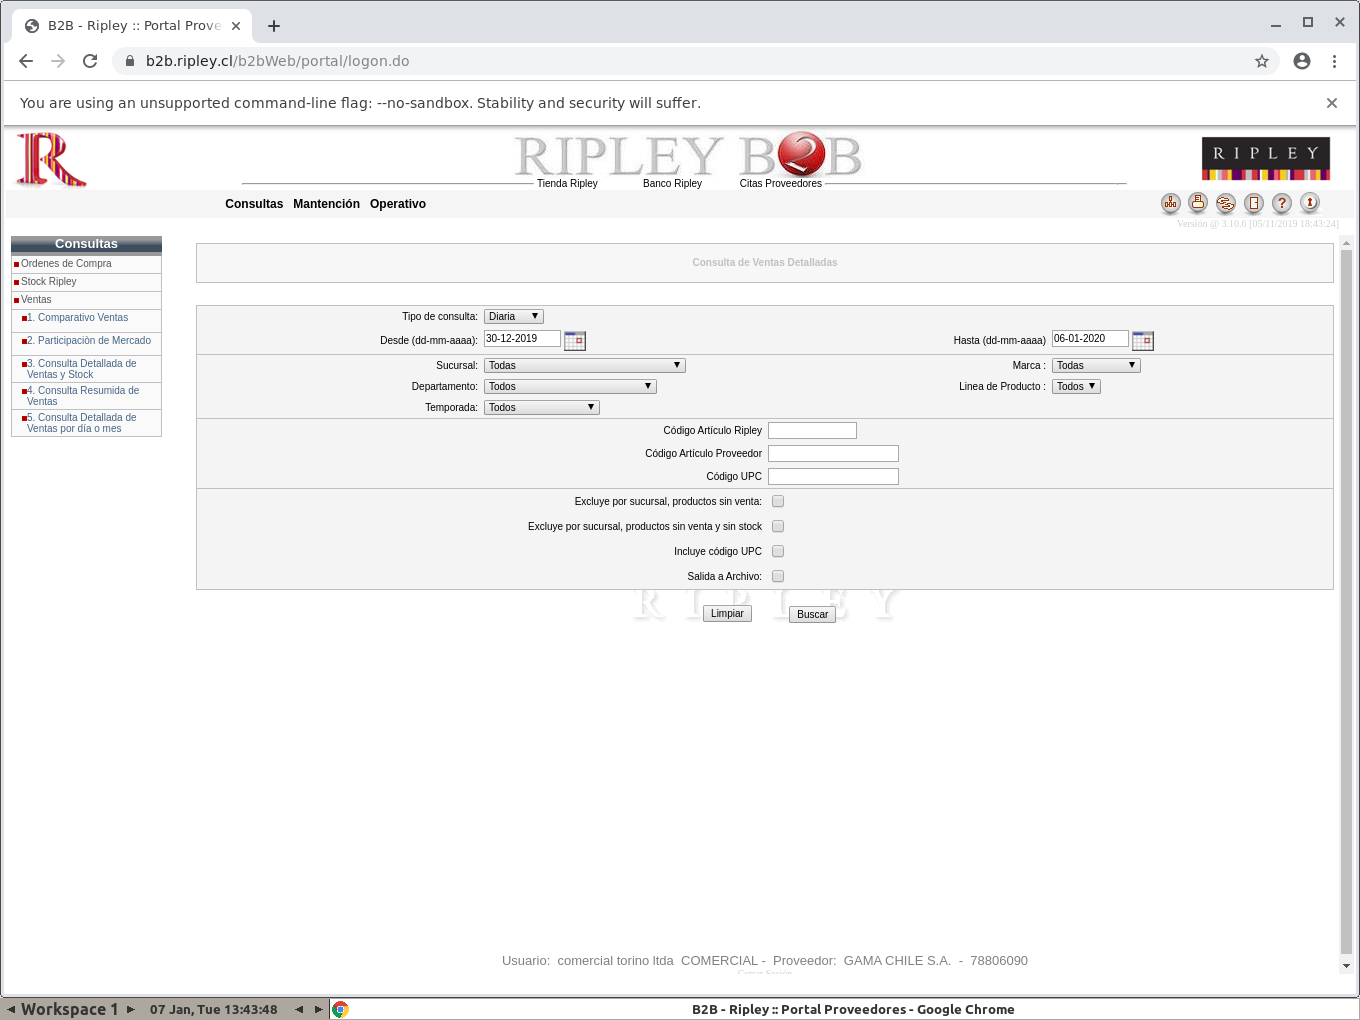 B2B - Ripley :: Portal Prove
b2b.ripley.cl/b2bWeb/portal/logon.do
You are using an unsupported command-line flag: --no-sandbox. Stability and security will suffer.
R
RIPLEY B2B
RIPLEY
Tienda Ripley Banco Ripley Citas Proveedores
Consultas Mantención Operativo
Versión @ 3.10.6 [05/11/2019 18:43:24]
Consultas
Ordenes de Compra
Stock Ripley
Ventas
1. Comparativo Ventas
2. Participaciòn de Mercado
3. Consulta Detallada de
Ventas y Stock
4. Consulta Resumida de
Ventas
5. Consulta Detallada de
Ventas por día o mes
Consulta de Ventas Detalladas
Tipo de consulta: Diaria
Desde (dd-mm-aaaa): 30-12-2019 Hasta (dd-mm-aaaa) 06-01-2020
Sucursal: Todas Marca : Todas
Departamento: Todos Linea de Producto : Todos
Temporada: Todos
Código Artículo Ripley
Código Artículo Proveedor
Código UPC
Excluye por sucursal, productos sin venta:
Excluye por sucursal, productos sin venta y sin stock
Incluye código UPC
Salida a Archivo:
RIPLEY
Limpiar Buscar
Usuario: comercial torino ltda COMERCIAL - Proveedor: GAMA CHILE S.A. - 78806090
Cerrar Sesión
Workspace 1 07 Jan, Tue 13:43:48 B2B - Ripley :: Portal Proveedores - Google Chrome